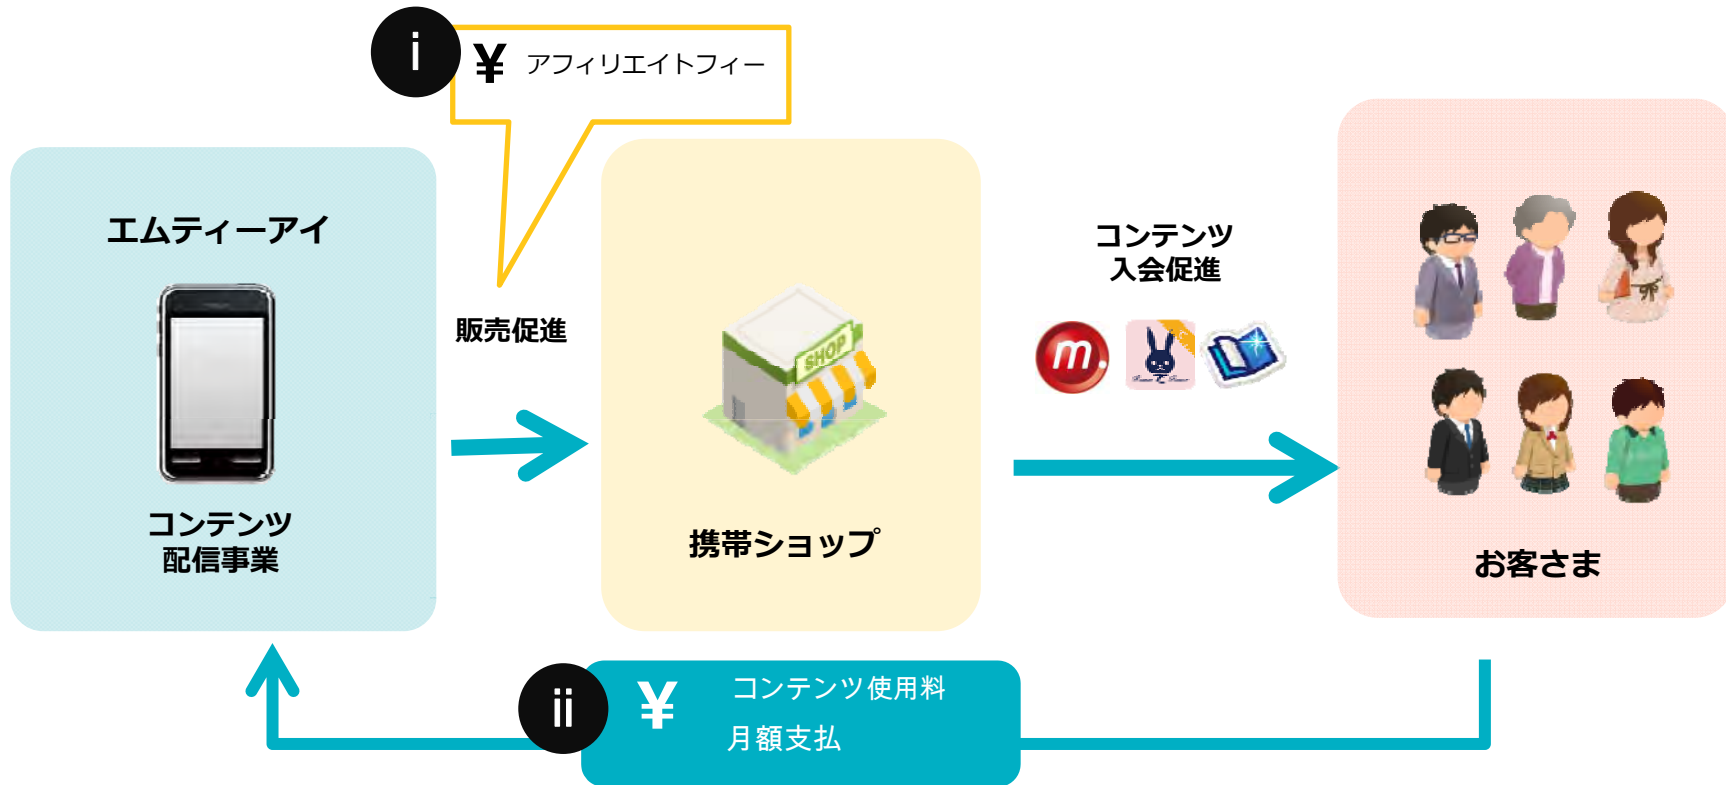 i
¥ アフィリエイトフィー
エムティーアイ
コンテンツ
配信事業
販売促進
SHOP
携帯ショップ
コンテンツ
入会促進
m.
お客さま
ii
¥ コンテンツ使用料
月額支払